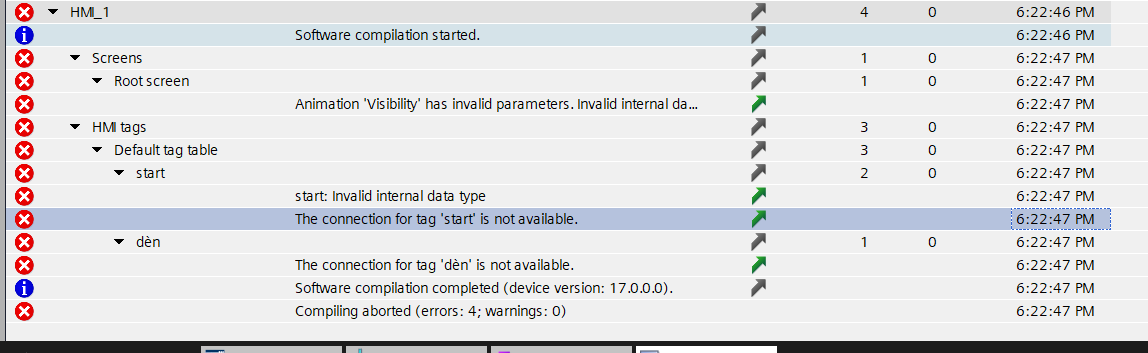 HMI_1 4 0 6:22:46 PM
Software compilation started. 6:22:46 PM
Screens 1 0 6:22:47 PM
Root screen 1 0 6:22:47 PM
Animation 'Visibility' has invalid parameters. Invalid internal da... 6:22:47 PM
HMI tags 3 0 6:22:47 PM
Default tag table 3 0 6:22:47 PM
start 2 0 6:22:47 PM
start: Invalid internal data type 6:22:47 PM
The connection for tag 'start' is not available. 6:22:47 PM
dèn 1 0 6:22:47 PM
The connection for tag 'dèn' is not available. 6:22:47 PM
Software compilation completed (device version: 17.0.0.0). 6:22:47 PM
Compiling aborted (errors: 4; warnings: 0) 6:22:47 PM